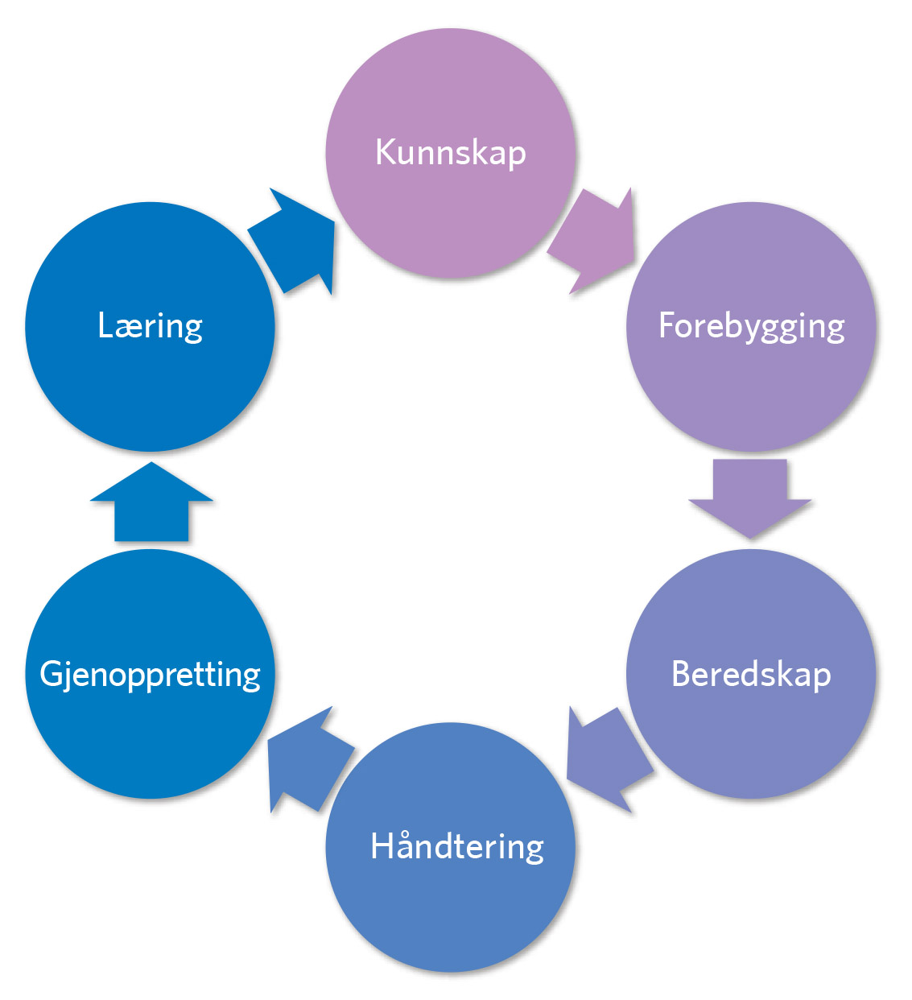 Kunnskap
Forebygging
Beredskap
Håndtering
Gjenoppretting
Læring